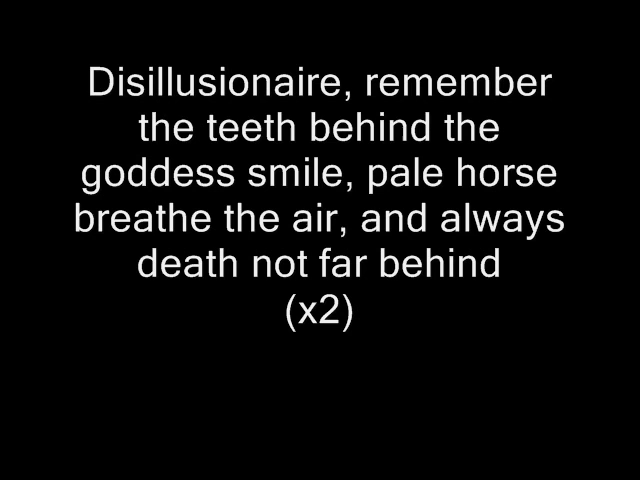 Disillusionaire, remember
the teeth behind the
goddess smile, pale horse
breathe the air, and always
death not far behind
(x2)